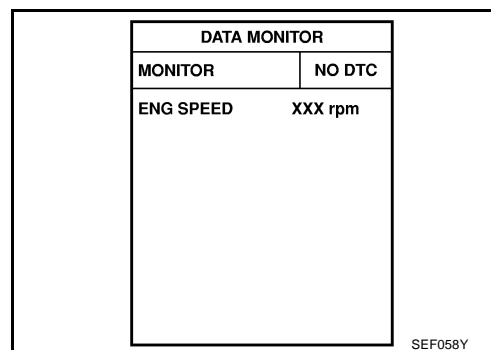 DATA MONITOR
MONITOR NO DTC
ENG SPEED XXX rpm
SEF058Y